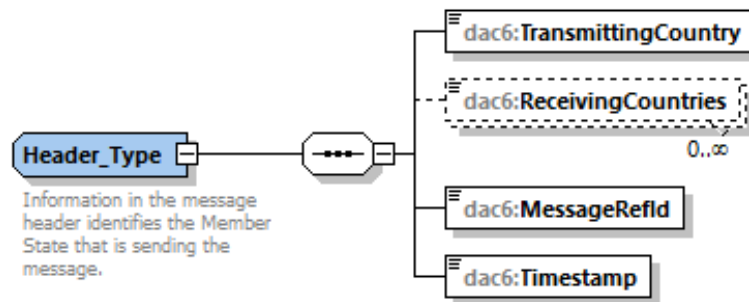 dac6:TransmittingCountry
dac6:ReceivingCountries
0..∞
Header_Type
Information in the message
header identifies the Member
State that is sending the
message.
dac6:MessageRefId
dac6:Timestamp